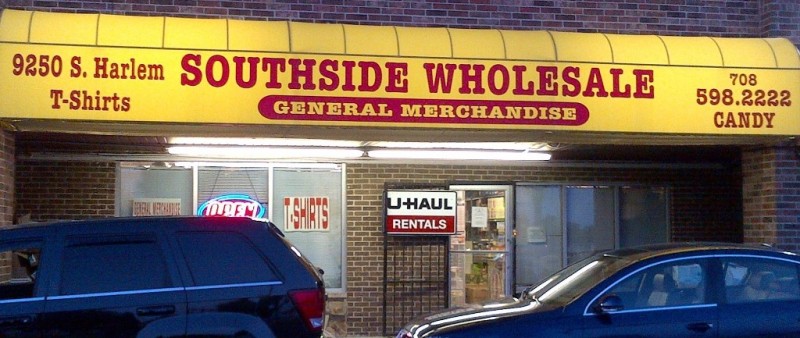 9250 S. Harlem
T-Shirts
SOUTHSIDE WHOLESALE
GENERAL MERCHANDISE
708
598.2222
CANDY
GENERAL MERCHANDISE
OPEN
T-SHIRTS
U-HAUL
RENTALS